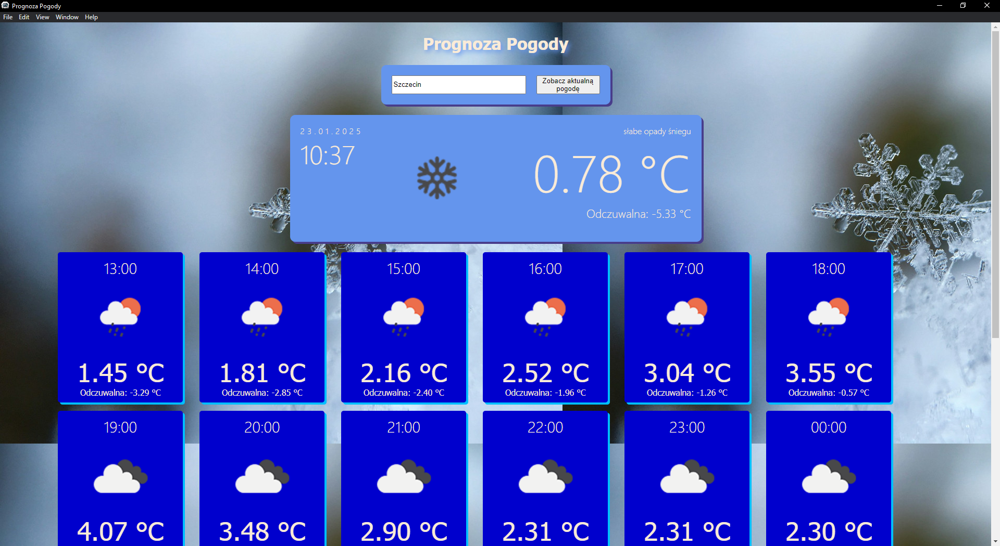 Prognoza Pogody
File Edit View Window Help
Prognoza Pogody
Szczecin
Zobacz aktualną
pogodę
23.01.2025
słabe opady śniegu
10:37
0.78 °C
Odczuwalna: -5.33 °C
13:00 14:00 15:00 16:00 17:00 18:00
1.45 °C 1.81 °C 2.16 °C 2.52 °C 3.04 °C 3.55 °C
Odczuwalna: -3.29 °C Odczuwalna: -2.85 °C Odczuwalna: -2.40 °C Odczuwalna: -1.96 °C Odczuwalna: -1.26 °C Odczuwalna: -0.57 °C
19:00 20:00 21:00 22:00 23:00 00:00
4.07 °C 3.48 °C 2.90 °C 2.31 °C 2.31 °C 2.30 °C